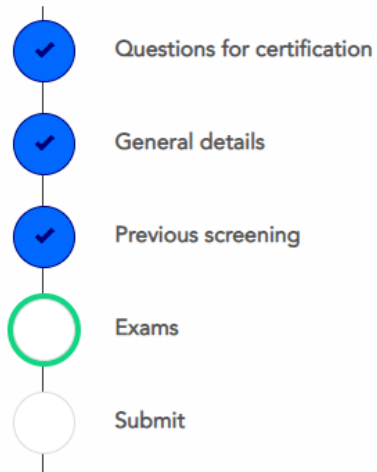 Questions for certification
General details
Previous screening
Exams
Submit